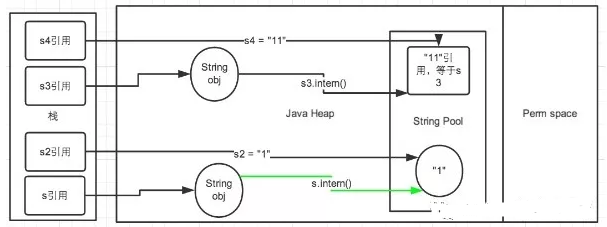 s4引用
s4 = "11"
"11"引
用，等于s
3
s3引用
String
obj
s3.intern()
栈
Java Heap
String Pool
Perm space
s2引用
s2 = "1"
"1"
s引用
String
obj
s.intern()